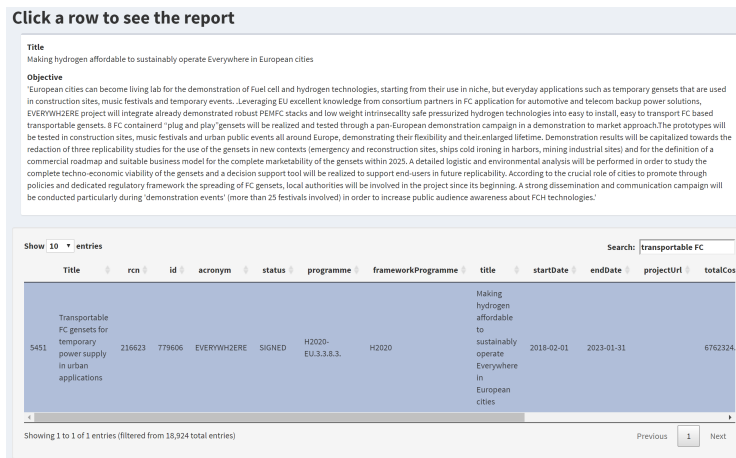 Click a row to see the report
Title
Making hydrogen affordable to sustainably operate Everywhere in European cities
Objective
'European cities can become living lab for the demonstration of Fuel cell and hydrogen technologies, starting from their use in niche, but everyday applications such as temporary gensets that are used
in construction sites, music festivals and temporary events. .Leveraging EU excellent knowledge from consortium partners in FC application for automotive and telecom backup power solutions,
EVERYWH2ERE project will integrate already demonstrated robust PEMFC stacks and low weight intrinsecallty safe pressurized hydrogen technologies into easy to install, easy to transport FC based
transportable gensets. 8 FC containerd "plug and play"gensets will be realized and tested through a pan-European demonstration campaign in a demonstration to market approach.The prototypes will
be tested in construction sites, music festivals and urban public events all around Europe, demonstrating their flexibility and their.enlarged lifetime. Demonstration results will be capitalized towards the
redaction of three replicability studies for the use of the gensets in new contexts (emergency and reconstruction sites, ships cold ironing in harbors, mining industrial sites) and for the definition of a
commercial roadmap and suitable business model for the complete marketability of the gensets within 2025. A detailed logistic and environmental analysis will be performed in order to study the
complete techno-economic viability of the gensets and a decision support tool will be realized to support end-users in future replicability. According to the crucial role of cities to promote through
policies and dedicated regulatory framework the spreading of FC gensets, local authorities will be involved in the project since its beginning. A strong dissemination and communication campaign will
be conducted particularly during 'demonstration events' (more than 25 festivals involved) in order to increase public audience awareness about FCH technologies.'
Show 10 entries
Search: transportable FC
Title rcn id acronym status programme frameworkProgramme title startDate endDate projectUrl totalCos
5451
Transportable
FC gensets for
temporary
power supply
in urban
applications
216623 779606 EVERYWH2ERE SIGNED
H2020-
EU.3.3.8.3.
H2020
Making
hydrogen
affordable
to
sustainably
operate
Everywhere
in
European
cities
2018-02-01 2023-01-31 6762324.
Showing 1 to 1 of 1 entries (filtered from 18,924 total entries)
Previous 1 Next